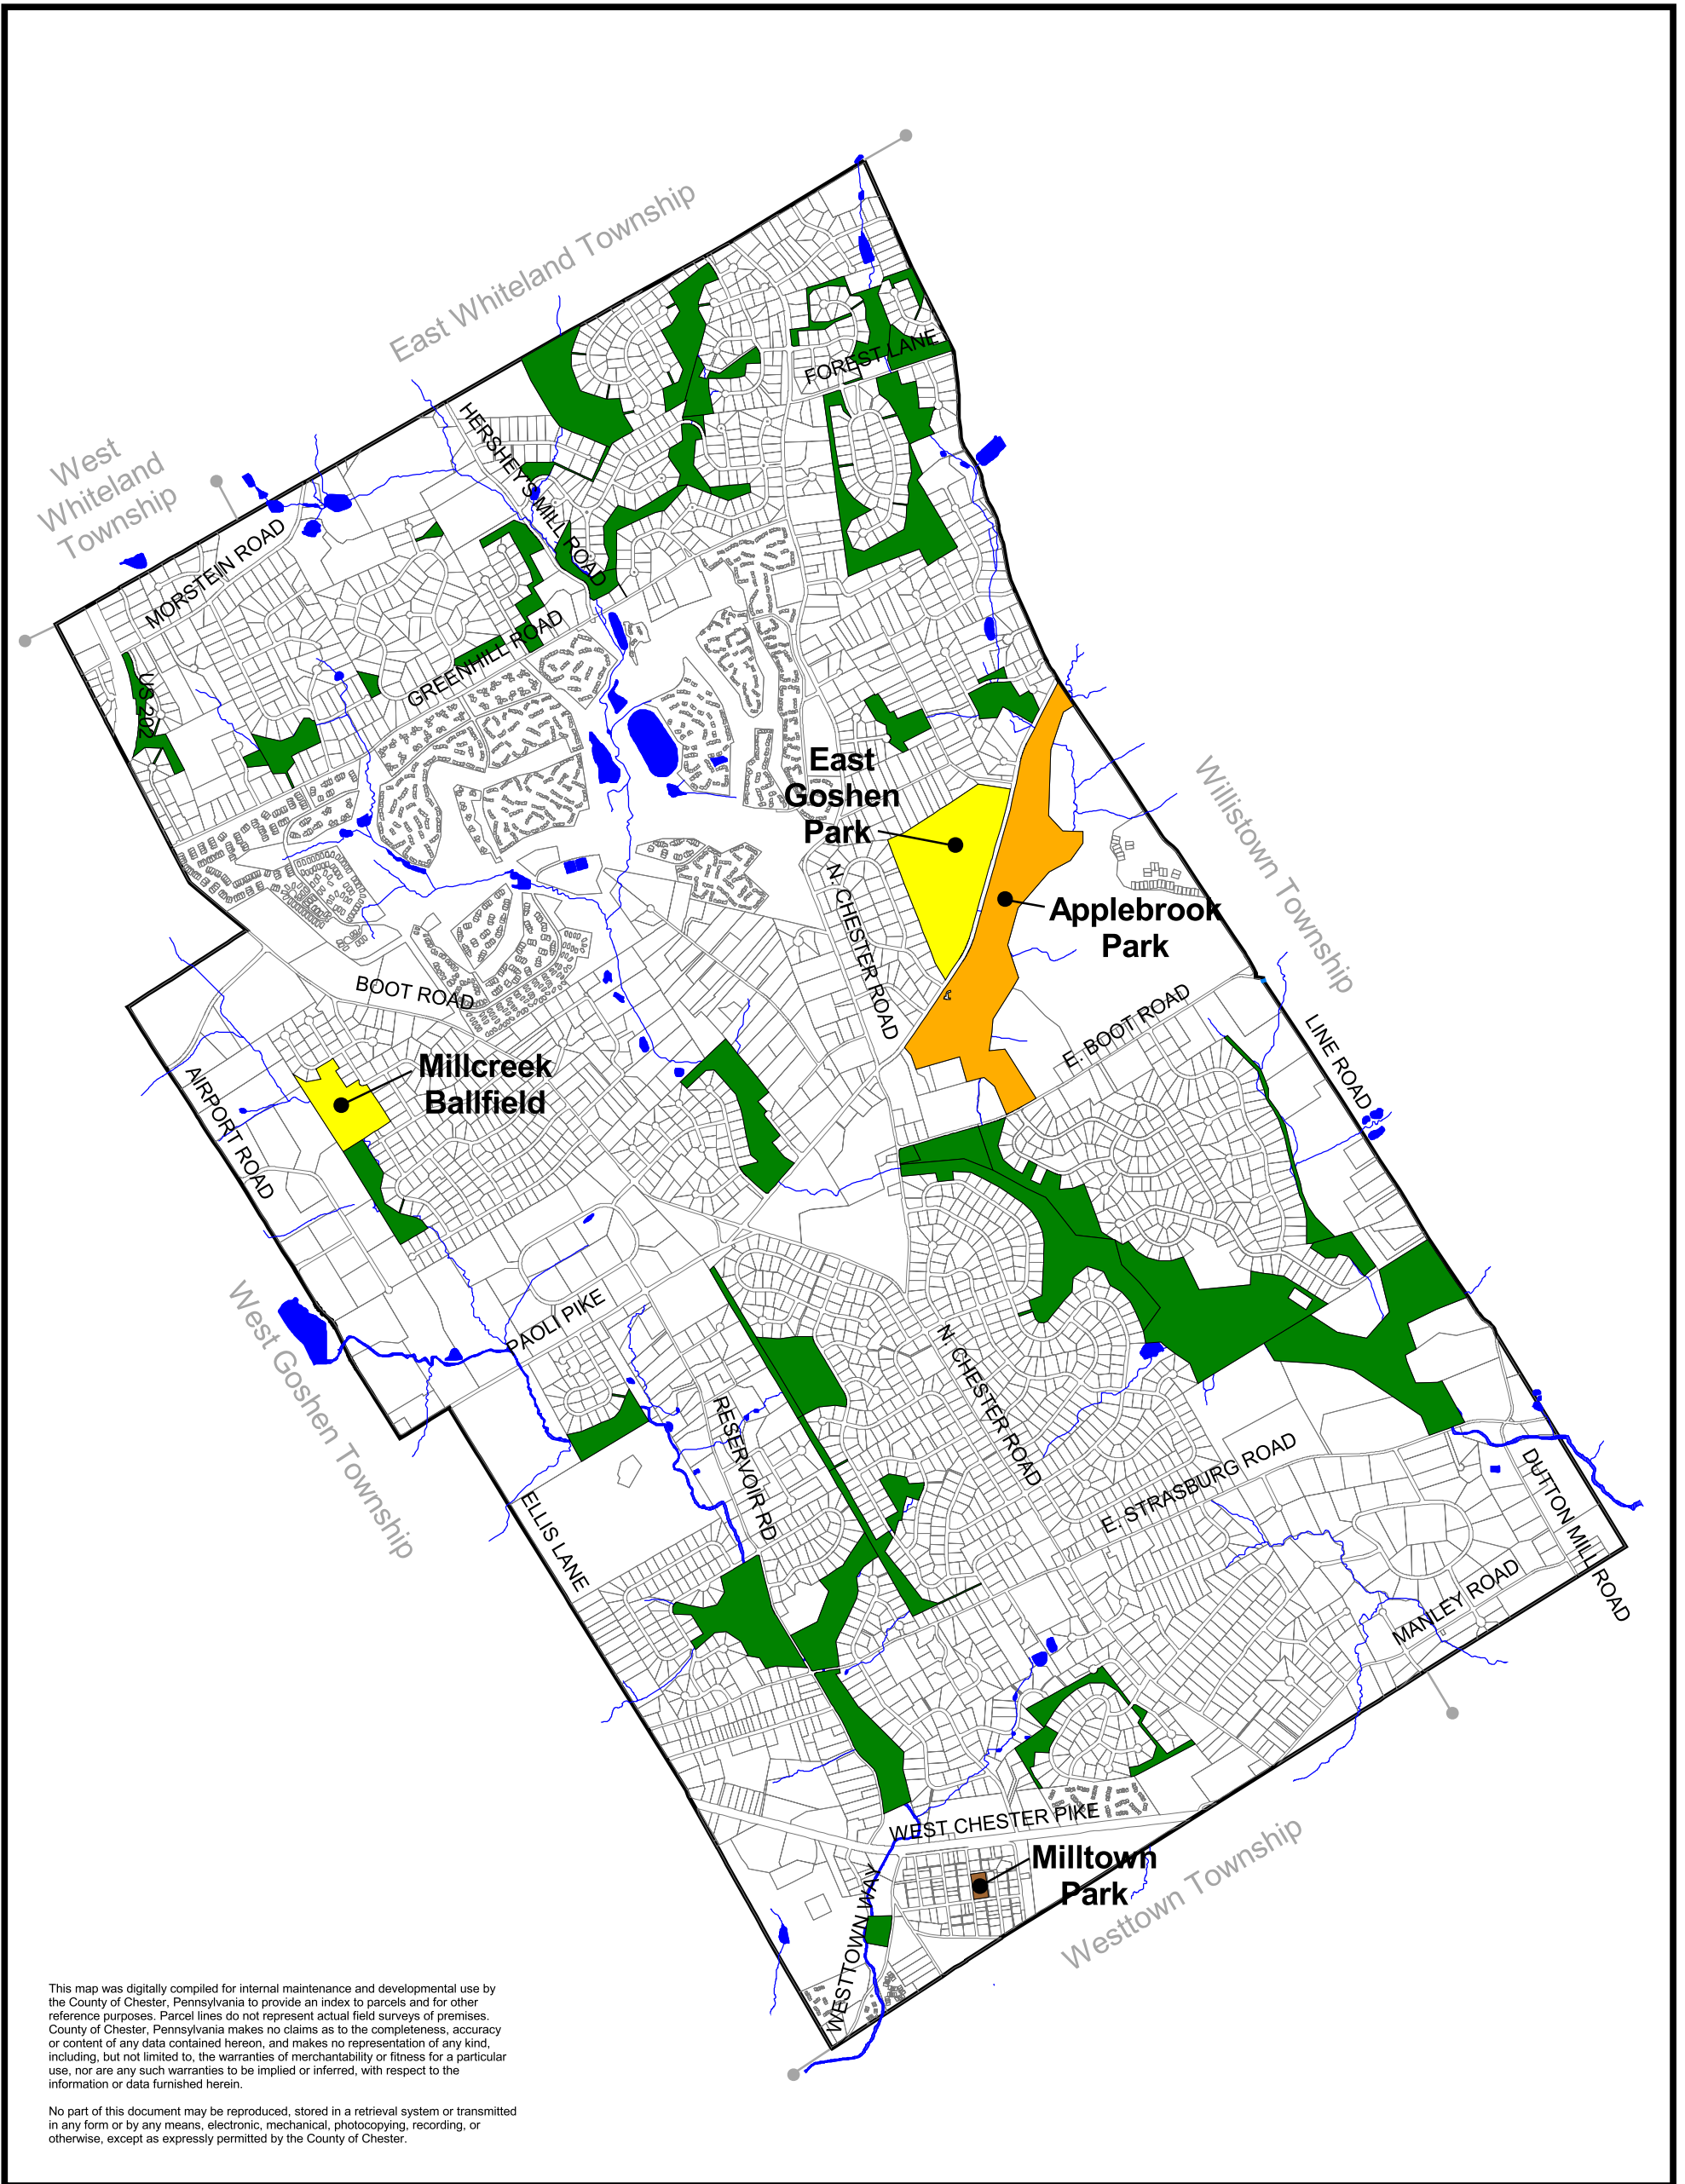 East Whiteland Township
West
Whiteland
Township
FOREST LANE
HERSHEY'S MILL ROAD
MORSTEIN ROAD
GREENHILL ROAD
US 202
East
Goshen
Park
Willistown Township
N. CHESTER ROAD
Applebrook
Park
BOOT ROAD
E. BOOT ROAD
LINE ROAD
Millcreek
Ballfield
AIRPORT ROAD
West Goshen Township
PAOLI PIKE
N. CHESTER ROAD
RESERVOIR RD
E. STRASBURG ROAD
DUTTON MILL ROAD
ELLIS LANE
MANLEY ROAD
WEST CHESTER PIKE
Milltown
Park
WESTTOWN WAY
Westtown Township
This map was digitally compiled for internal maintenance and developmental use by
the County of Chester, Pennsylvania to provide an index to parcels and for other
reference purposes. Parcel lines do not represent actual field surveys of premises.
County of Chester, Pennsylvania makes no claims as to the completeness, accuracy
or content of any data contained hereon, and makes no representation of any kind,
including, but not limited to, the warranties of merchantability or fitness for a particular
use, nor are any such warranties to be implied or inferred, with respect to the
information or data furnished herein.
No part of this document may be reproduced, stored in a retrieval system or transmitted
in any form or by any means, electronic, mechanical, photocopying, recording, or
otherwise, except as expressly permitted by the County of Chester.